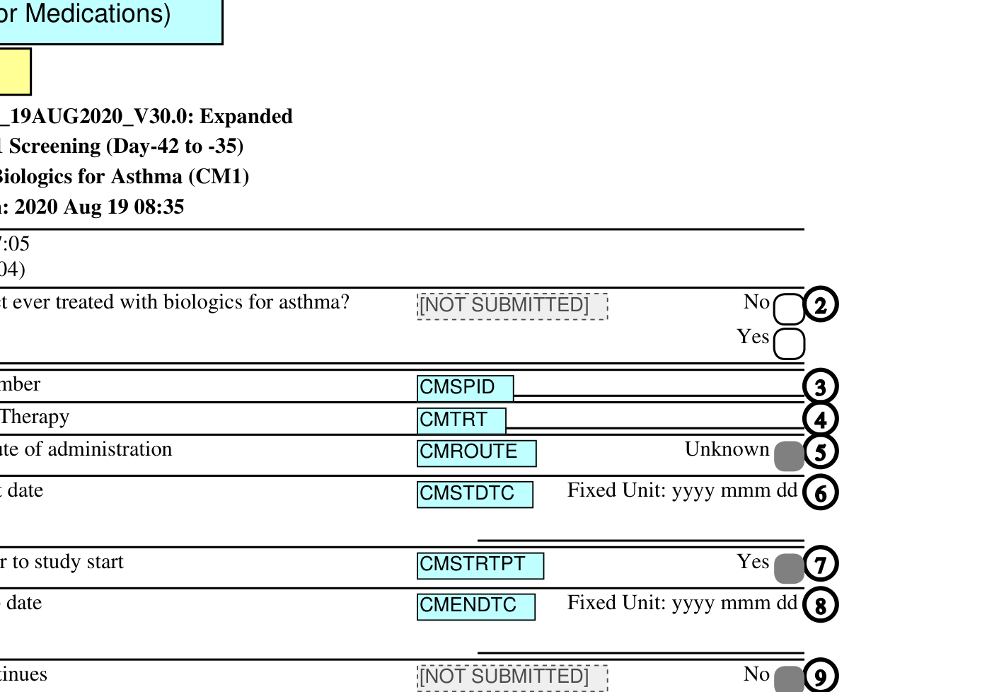 or Medications)
_19AUG2020_V30.0: Expanded
Screening (Day-42 to -35)
Biologics for Asthma (CM1)
: 2020 Aug 19 08:35
:05
04)
t ever treated with biologics for asthma? [NOT SUBMITTED] No 2
Yes
mber CMSPID 3
Therapy CMTRT 4
ute of administration CMROUTE Unknown 5
t date CMSTDTC Fixed Unit: yyyy mmm dd 6
r to study start CMSTRTPT Yes 7
date CMENDTC Fixed Unit: yyyy mmm dd 8
tinues [NOT SUBMITTED] No 9